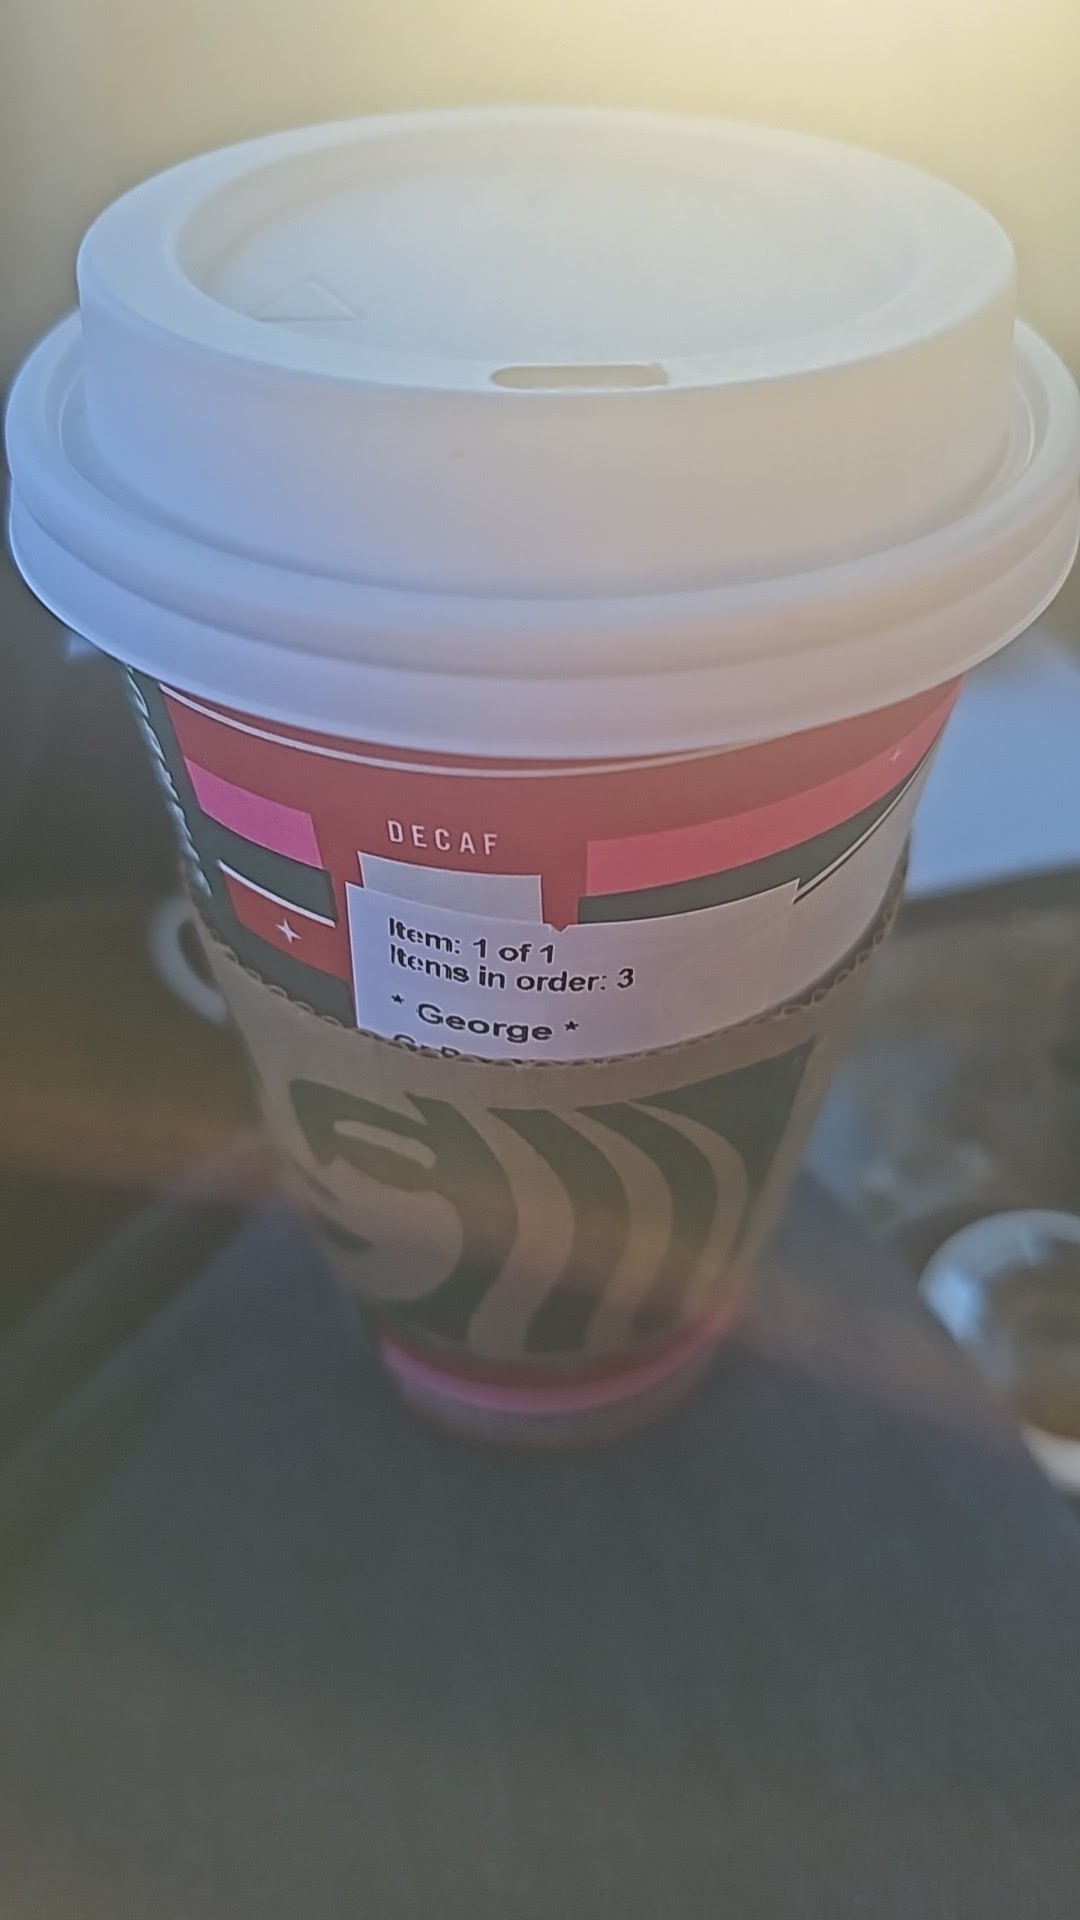 DECAF
Item: 1 of 1
Items in order: 3
* George *